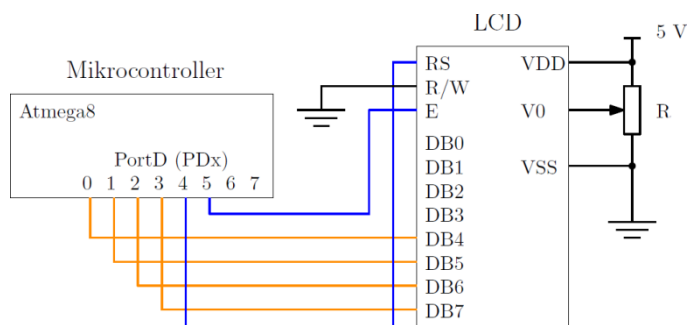 LCD
5 V
Mikrocontroller
Atmega8
PortD (PDx)
0 1 2 3 4 5 6 7
RS
R/W
E
DB0
DB1
DB2
DB3
DB4
DB5
DB6
DB7
VDD
V0
VSS
R